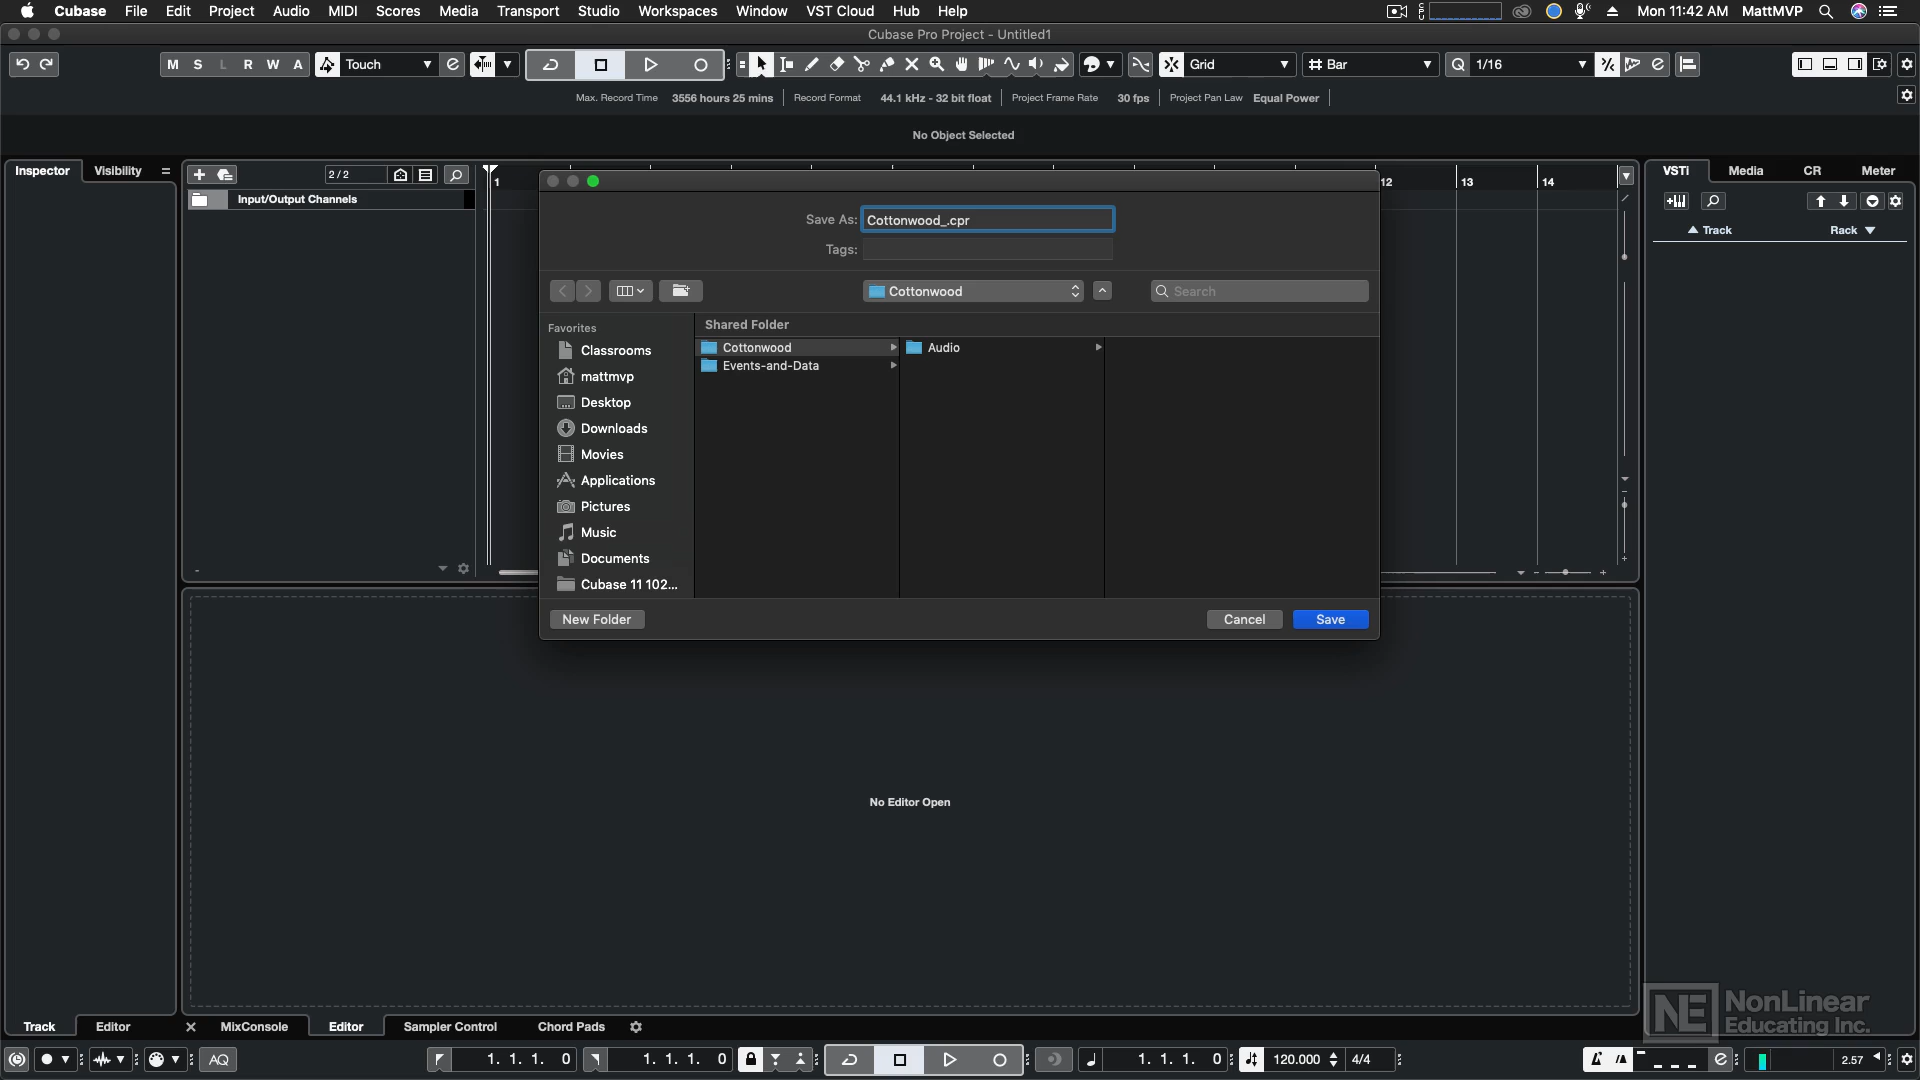 Cubase File Edit Project Audio MIDI Scores Media Transport Studio Workspaces Window VST Cloud Hub Help Mon 11:42 AM MattMVP
Cubase Pro Project - Untitled1
M S L R W A Touch Grid Bar Q 1/16
Max. Record Time 3556 hours 25 mins Record Format 44.1 kHz - 32 bit float Project Frame Rate 30 fps Project Pan Law Equal Power
No Object Selected
Inspector Visibility 2/2 1 12 13 14 VSTi Media CR Meter
Input/Output Channels
Track Rack
Save As: Cottonwood_.cpr
Tags:
Cottonwood Search
Favorites
Shared Folder
Classrooms
Cottonwood Audio
Events-and-Data
mattmvp
Desktop
Downloads
Movies
Applications
Pictures
Music
Documents
Cubase 11 102...
New Folder Cancel Save
No Editor Open
NE NonLinear
Educating Inc.
Track Editor MixConsole Editor Sampler Control Chord Pads
AQ 1. 1. 1. 0 1. 1. 1. 0 1. 1. 1. 0 120.000 4/4 2.57